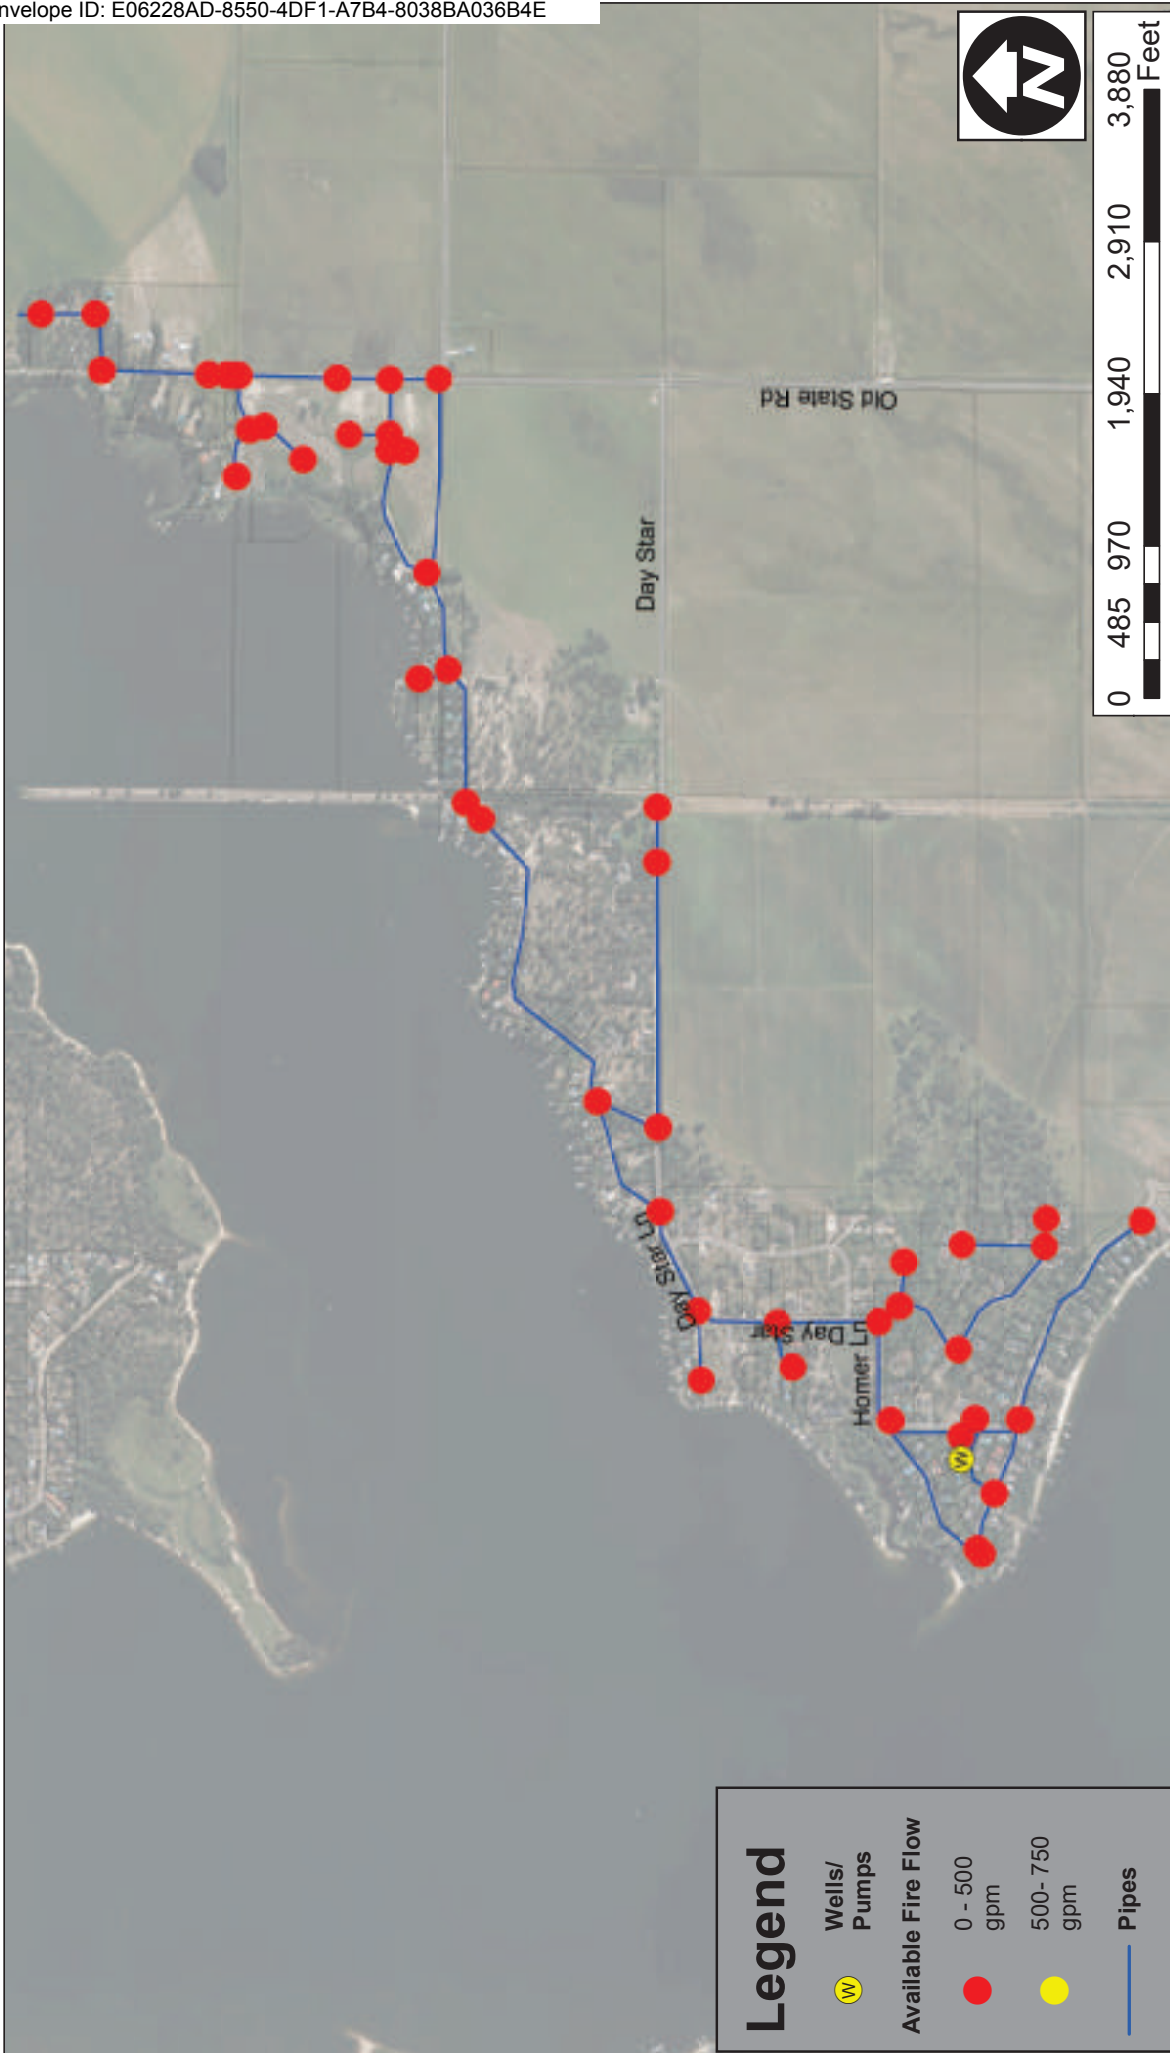 nvelope ID: E06228AD-8550-4DF1-A7B4-8038BA036B4E
N
0 485 970 1,940 2,910 3,880
Feet
Old State Rd
Day Star
Day Star Ln
Day Star
Homer Ln
W
Legend
W Wells/
Pumps
Available Fire Flow
0 - 500
gpm
500- 750
gpm
Pipes